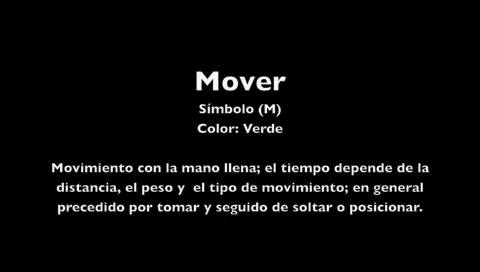 Mover
Símbolo (M)
Color: Verde
Movimiento con la mano llena; el tiempo depende de la
distancia, el peso y el tipo de movimiento; en general
precedido por tomar y seguido de soltar o posicionar.